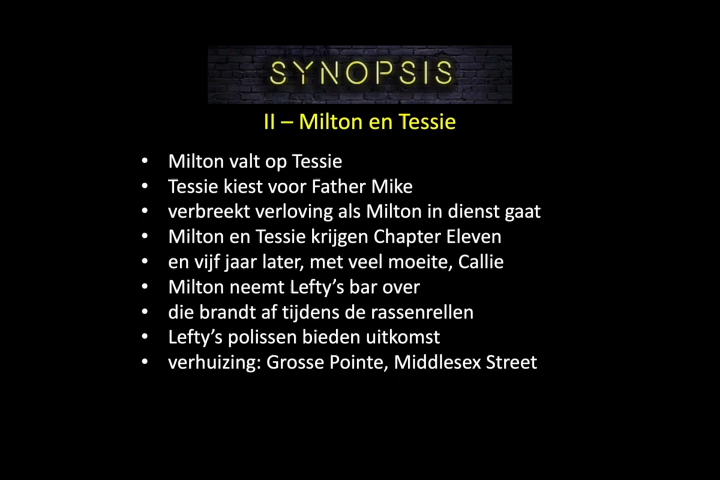 SYNOPSIS
II – Milton en Tessie
• Milton valt op Tessie
• Tessie kiest voor Father Mike
• verbreekt verloving als Milton in dienst gaat
• Milton en Tessie krijgen Chapter Eleven
• en vijf jaar later, met veel moeite, Callie
• Milton neemt Lefty’s bar over
• die brandt af tijdens de rassenrellen
• Lefty’s polissen bieden uitkomst
• verhuizing: Grosse Pointe, Middlesex Street